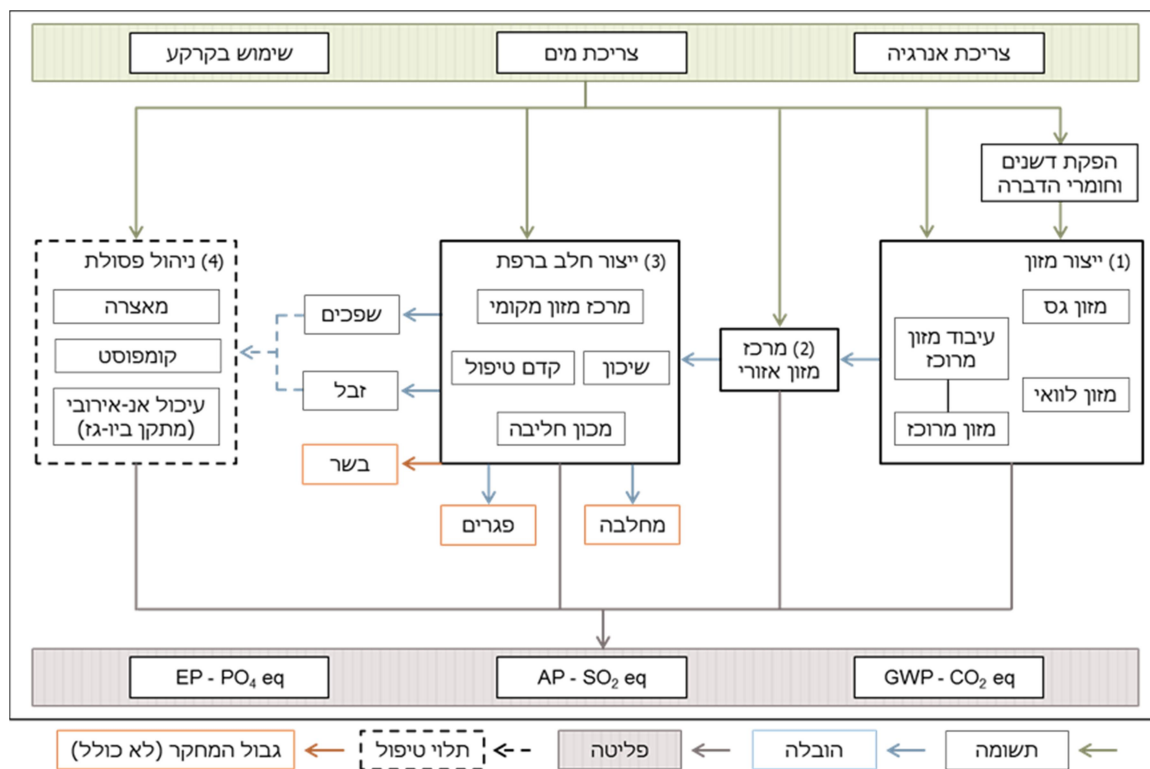 צריכת אנרגיה
צריכת מים
שימוש בקרקע
הפקת דשנים
וחומרי הדברה
(1) ייצור מזון
מזון גס
עיבוד מזון
מרוכז
מזון לוואי
מזון מרוכז
(2) מרכז
מזון אזורי
(3) ייצור חלב ברפת
מרכז מזון מקומי
שיכון
קדם טיפול
מכון חליבה
מחלבה
פגרים
בשר
שפכים
זבל
(4) ניהול פסולת
מאצרה
קומפוסט
עיכול אנ-אירובי
(מתקן ביו-גז)
GWP - CO₂ eq
AP - SO₂ eq
EP - PO₄ eq
תשומה
הובלה
פליטה
תלוי טיפול
גבול המחקר (לא כולל)